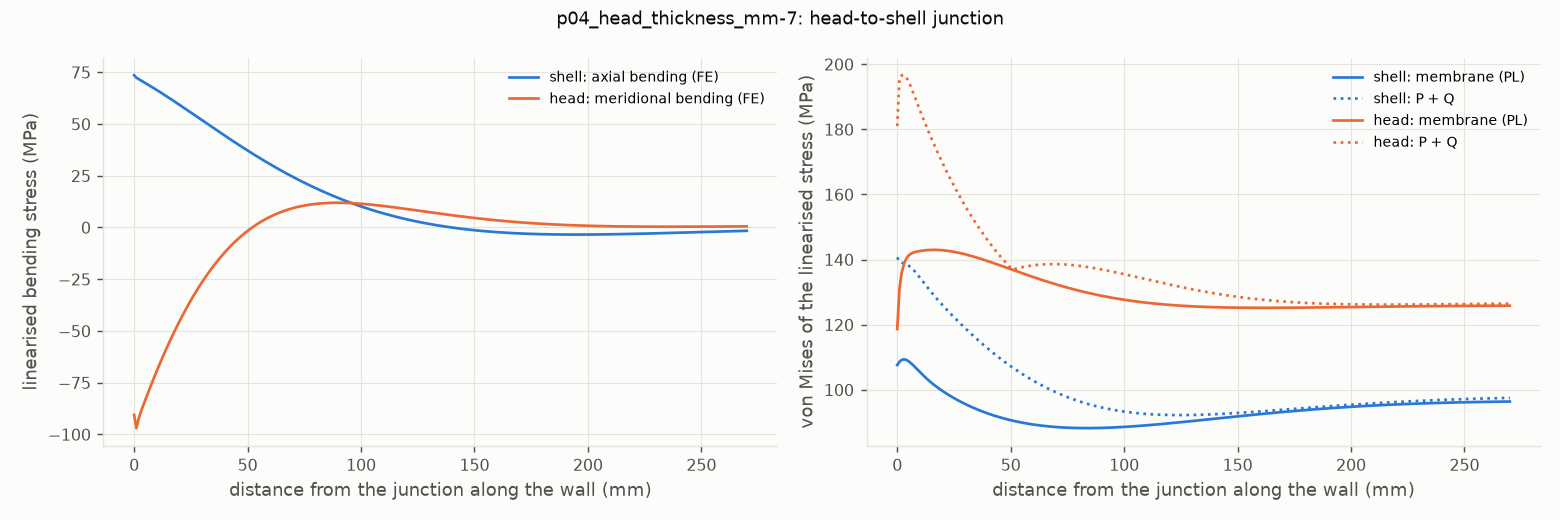 p04_head_thickness_mm-7: head-to-shell junction
linearised bending stress (MPa)
75
50
25
0
−25
−50
−75
−100
shell: axial bending (FE)
head: meridional bending (FE)
0 50 100 150 200 250
distance from the junction along the wall (mm)
von Mises of the linearised stress (MPa)
200
180
160
140
120
100
shell: membrane (PL)
shell: P + Q
head: membrane (PL)
head: P + Q
0 50 100 150 200 250
distance from the junction along the wall (mm)